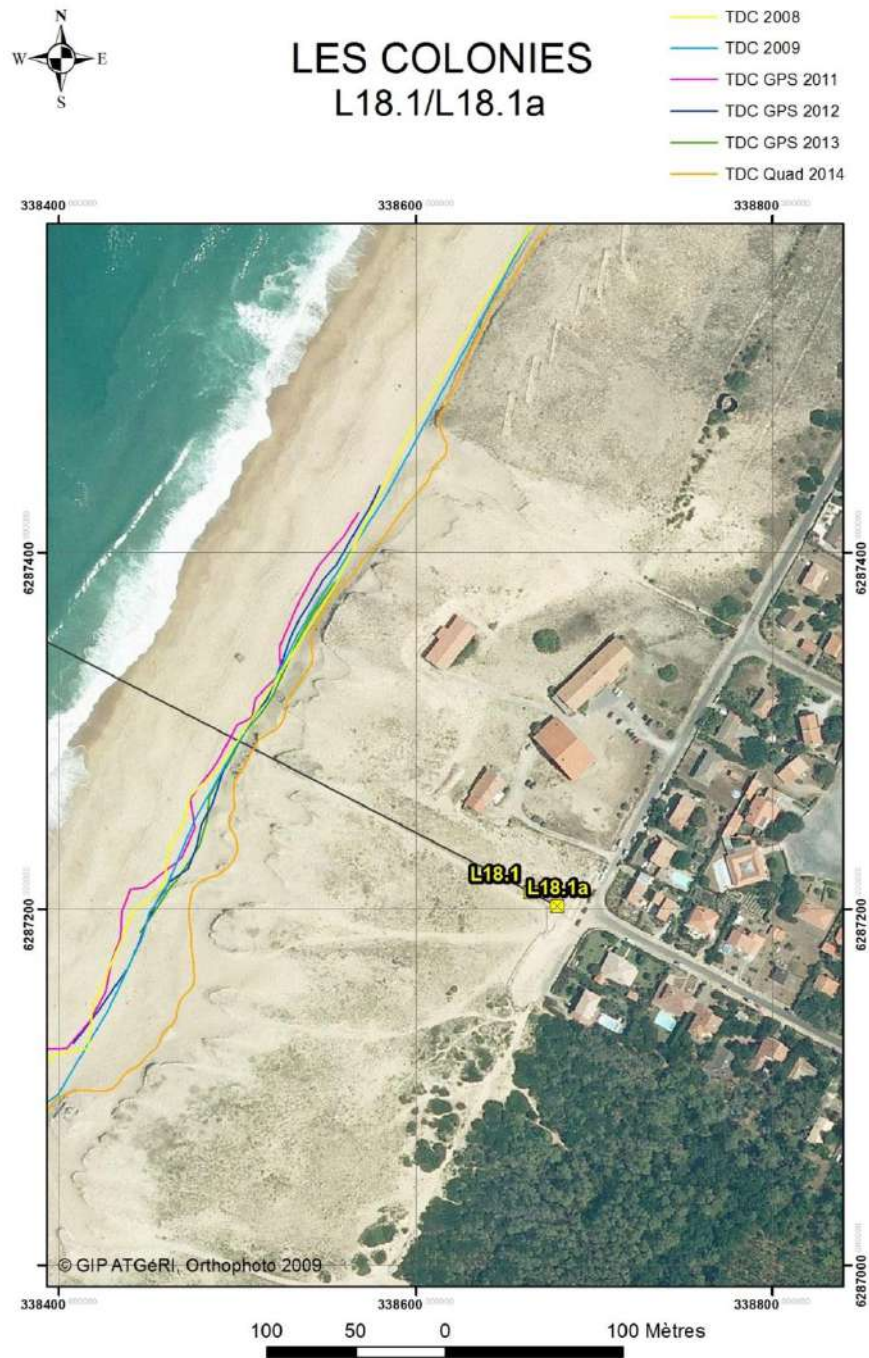 N
W E
S
LES COLONIES
L18.1/L18.1a
TDC 2008
TDC 2009
TDC GPS 2011
TDC GPS 2012
TDC GPS 2013
TDC Quad 2014
338400 338600 338800
6287400 6287400
L18.1 L18.1a
6287200 6287200
6287000
© GIP ATGéRI, Orthophoto 2009
338400 338600 338800
100 50 0 100 Mètres